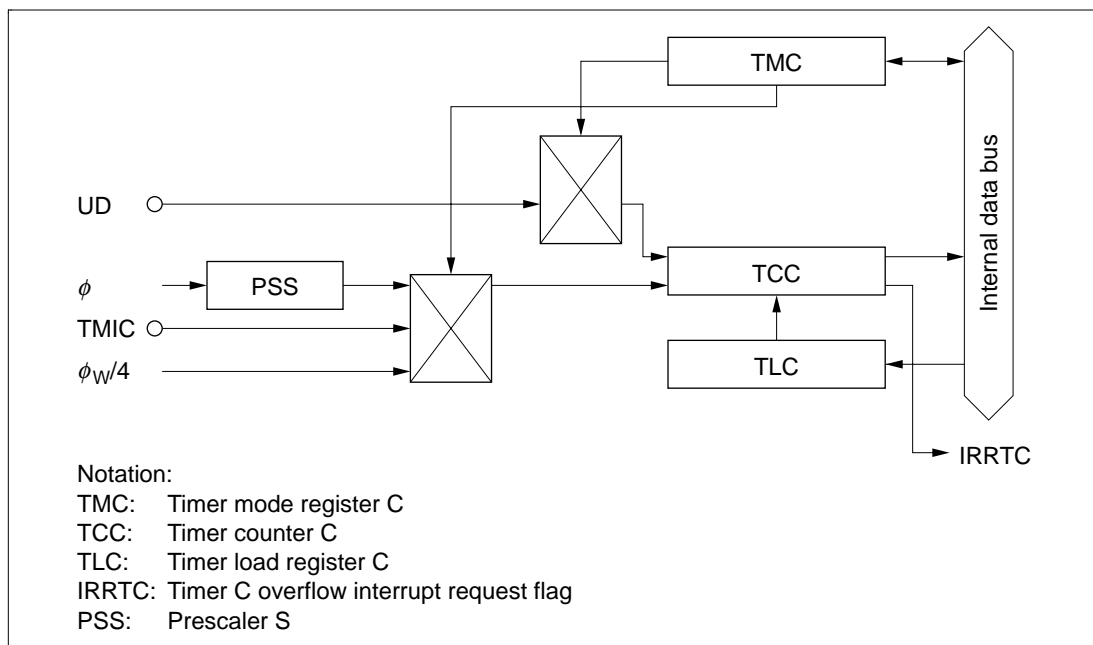 TMC
UD
TCC
Internal data bus
ϕ
PSS
TMIC
ϕW/4
TLC
IRRTC
Notation:
TMC: Timer mode register C
TCC: Timer counter C
TLC: Timer load register C
IRRTC: Timer C overflow interrupt request flag
PSS: Prescaler S